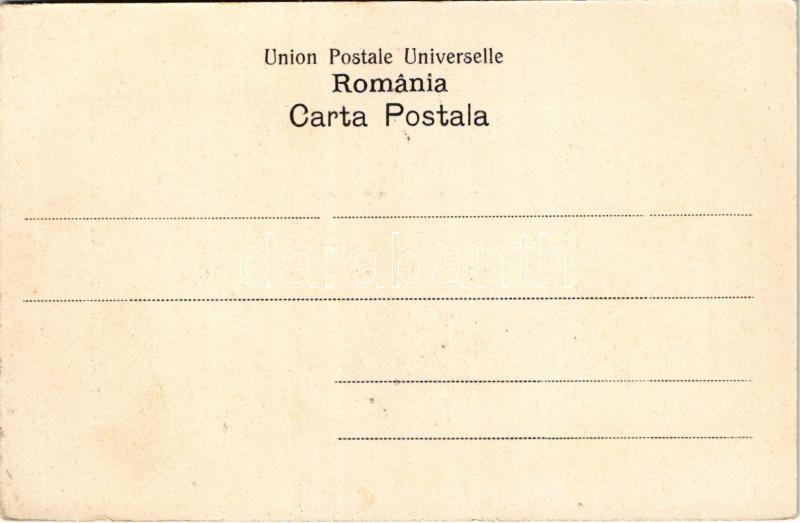 Union Postale Universelle
România
Carta Postala
darabanth